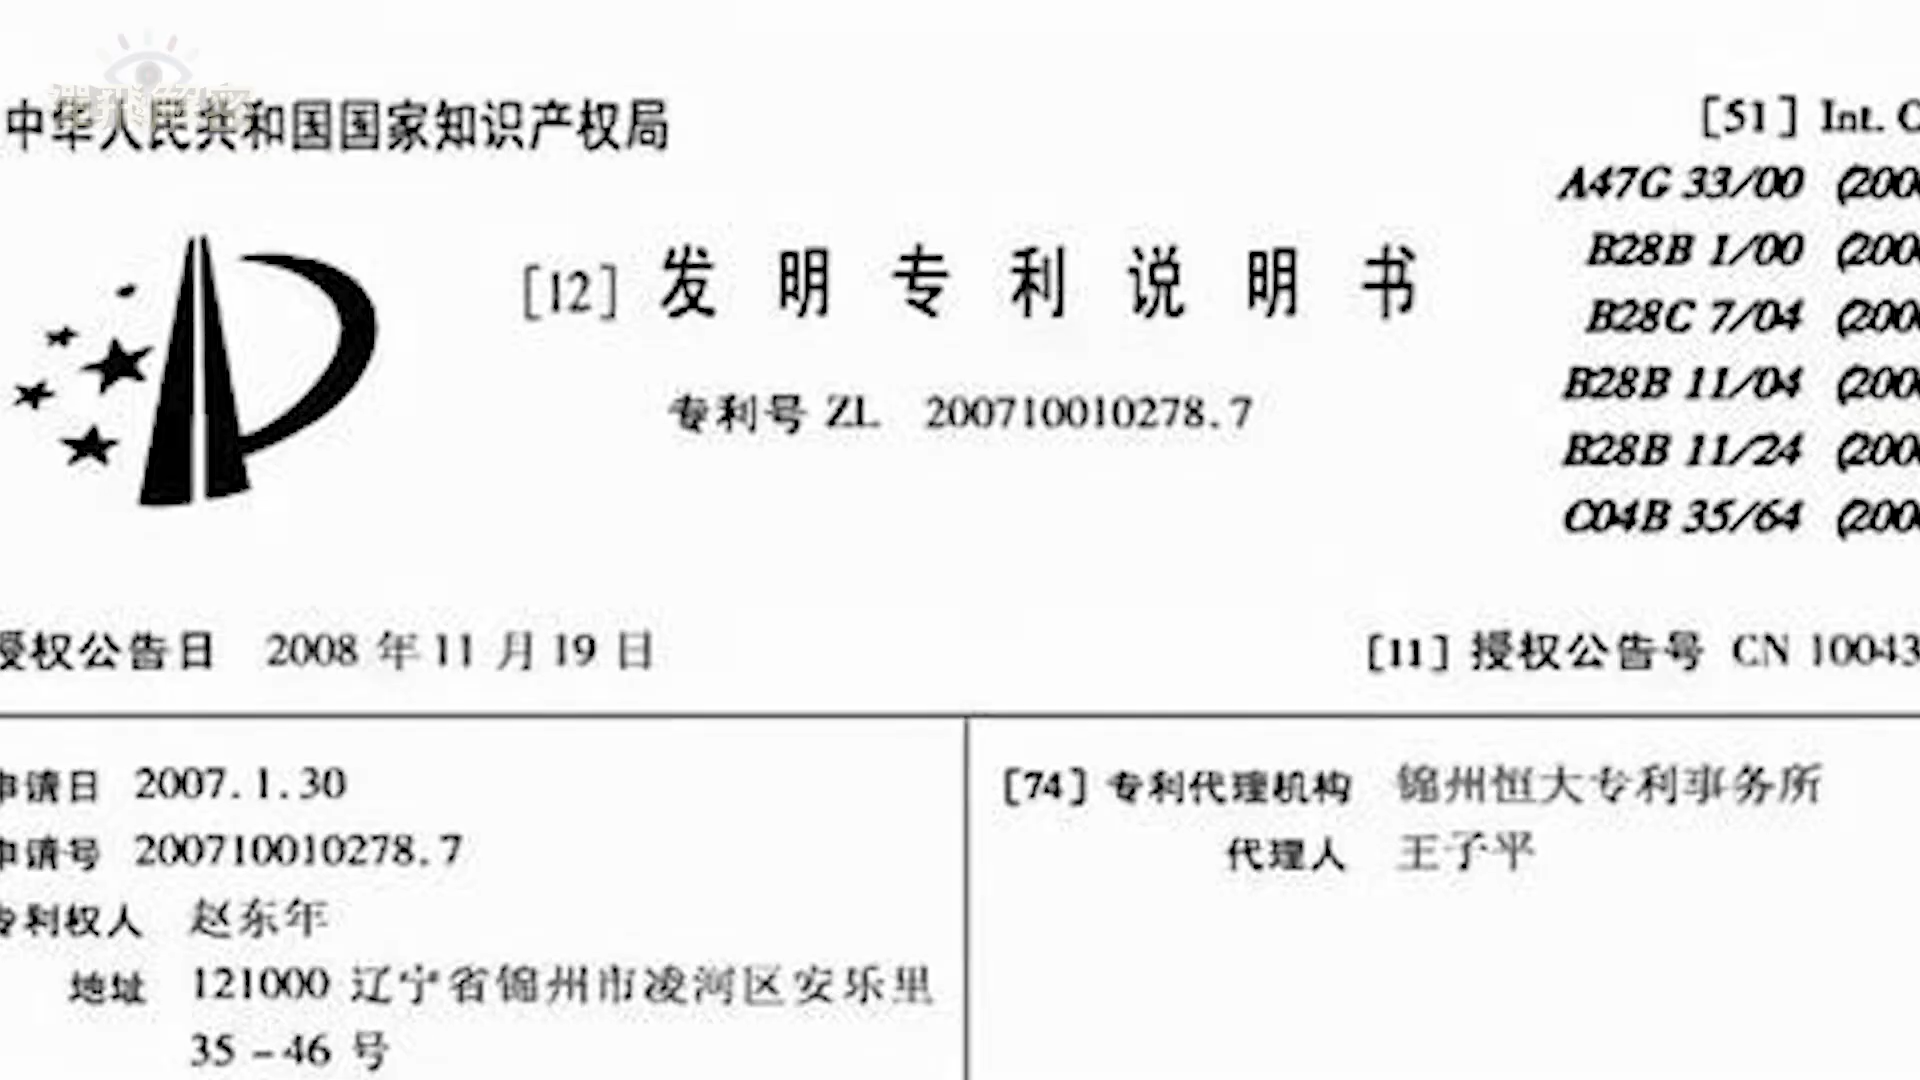 中华人民共和国国家知识产权局
[12] 发明专利说明书
专利号 ZL 200710010278.7
[51] Int. C
A47G 33/00 (200
B28B 1/00 (200
B28C 7/04 (200
B28B 11/04 (200
B28B 11/24 (200
C04B 35/64 (200
授权公告日 2008 年 11 月 19 日
[11] 授权公告号 CN 10043
申请日 2007.1.30
申请号 200710010278.7
专利权人 赵东年
地址 121000 辽宁省锦州市凌河区安乐里
35-46 号
[74] 专利代理机构 锦州恒大专利事务所
代理人 王子平